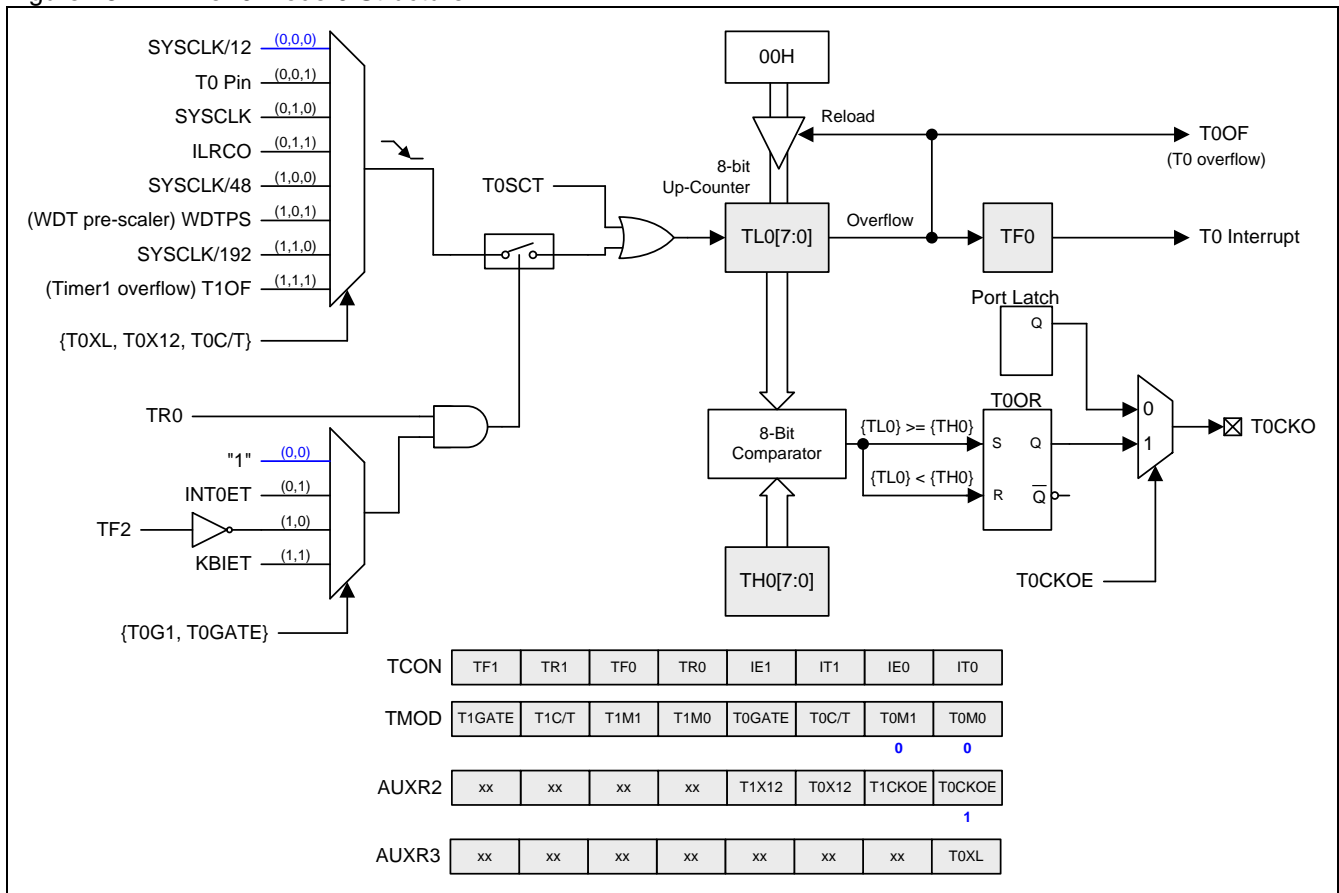 SYSCLK/12 (0,0,0)
T0 Pin (0,0,1)
SYSCLK (0,1,0)
ILRCO (0,1,1)
SYSCLK/48 (1,0,0)
(WDT pre-scaler) WDTPS (1,0,1)
SYSCLK/192 (1,1,0)
(Timer1 overflow) T1OF (1,1,1)
{T0XL, T0X12, T0C/T}
TR0
"1" (0,0)
INT0ET (0,1)
TF2 (1,0)
KBIET (1,1)
{T0G1, T0GATE}
T0SCT
00H
Reload
8-bit
Up-Counter
TL0[7:0]
Overflow
TF0
T0OF
(T0 overflow)
T0 Interrupt
Port Latch
Q
8-Bit
Comparator
{TL0} >= {TH0}
{TL0} < {TH0}
T0OR
S Q
R Q
0
1
T0CKO
T0CKOE
TH0[7:0]
TCON TF1 TR1 TF0 TR0 IE1 IT1 IE0 IT0
TMOD T1GATE T1C/T T1M1 T1M0 T0GATE T0C/T T0M1 T0M0
0 0
AUXR2 xx xx xx xx T1X12 T0X12 T1CKOE T0CKOE
1
AUXR3 xx xx xx xx xx xx xx T0XL